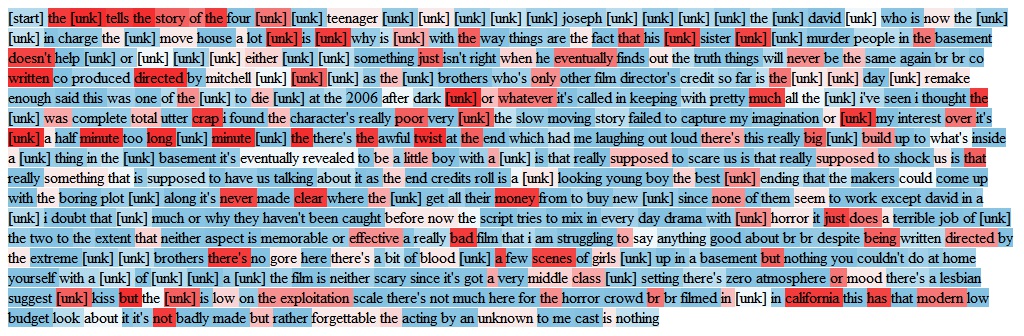 [start] the [unk] tells the story of the four [unk] [unk] teenager [unk] [unk] [unk] [unk] [unk] joseph [unk] [unk] [unk] [unk] the [unk] david [unk] who is now the [unk]
[unk] in charge the [unk] move house a lot [unk] is [unk] why is [unk] with the way things are the fact that his [unk] sister [unk] [unk] murder people in the basement
doesn't help [unk] or [unk] [unk] [unk] either [unk] [unk] something just isn't right when he eventually finds out the truth things will never be the same again br br co
written co produced directed by mitchell [unk] [unk] [unk] as the [unk] brothers who's only other film director's credit so far is the [unk] [unk] day [unk] remake
enough said this was one of the [unk] to die [unk] at the 2006 after dark [unk] or whatever it's called in keeping with pretty much all the [unk] i've seen i thought the
[unk] was complete total utter crap i found the character's really poor very [unk] the slow moving story failed to capture my imagination or [unk] my interest over it's
[unk] a half minute too long [unk] minute [unk] the there's the awful twist at the end which had me laughing out loud there's this really big [unk] build up to what's inside
a [unk] thing in the [unk] basement it's eventually revealed to be a little boy with a [unk] is that really supposed to scare us is that really supposed to shock us is that
really something that is supposed to have us talking about it as the end credits roll is a [unk] looking young boy the best [unk] ending that the makers could come up
with the boring plot [unk] along it's never made clear where the [unk] get all their money from to buy new [unk] since none of them seem to work except david in a
[unk] i doubt that [unk] much or why they haven't been caught before now the script tries to mix in every day drama with [unk] horror it just does a terrible job of [unk]
the two to the extent that neither aspect is memorable or effective a really bad film that i am struggling to say anything good about br br despite being written directed by
the extreme [unk] [unk] brothers there's no gore here there's a bit of blood [unk] a few scenes of girls [unk] up in a basement but nothing you couldn't do at home
yourself with a [unk] of [unk] [unk] a [unk] the film is neither scary since it's got a very middle class [unk] setting there's zero atmosphere or mood there's a lesbian
suggest [unk] kiss but the [unk] is low on the exploitation scale there's not much here for the horror crowd br br filmed in [unk] in california this has that modern low
budget look about it it's not badly made but rather forgettable the acting by an unknown to me cast is nothing